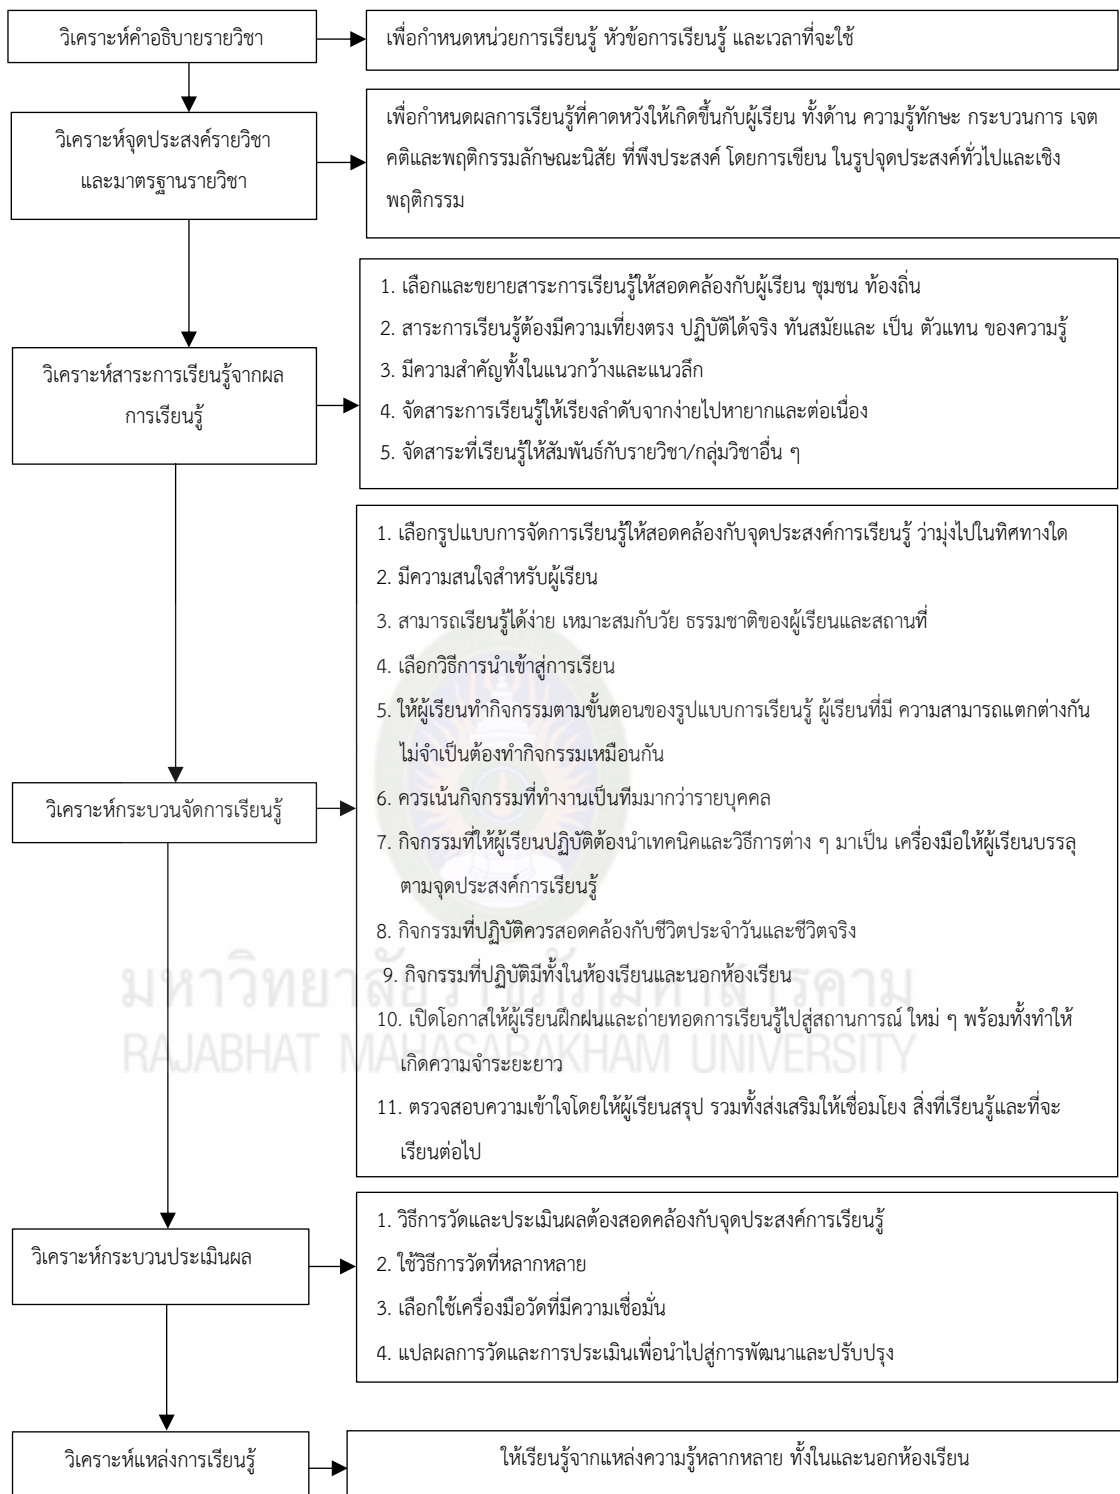 วิเคราะห์คำอธิบายรายวิชา
เพื่อกำหนดหน่วยการเรียนรู้ หัวข้อการเรียนรู้ และเวลาที่จะใช้
วิเคราะห์จุดประสงค์รายวิชา
และมาตรฐานรายวิชา
เพื่อกำหนดผลการเรียนรู้ที่คาดหวังให้เกิดขึ้นกับผู้เรียน ทั้งด้าน ความรู้ทักษะ กระบวนการ เจต
คติและพฤติกรรมลักษณะนิสัย ที่พึงประสงค์ โดยการเขียน ในรูปจุดประสงค์ทั่วไปและเชิง
พฤติกรรม
วิเคราะห์สาระการเรียนรู้จากผล
การเรียนรู้
1. เลือกและขยายสาระการเรียนรู้ให้สอดคล้องกับผู้เรียน ชุมชน ท้องถิ่น
2. สาระการเรียนรู้ต้องมีความเที่ยงตรง ปฏิบัติได้จริง ทันสมัยและ เป็น ตัวแทน ของความรู้
3. มีความสำคัญทั้งในแนวกว้างและแนวลึก
4. จัดสาระการเรียนรู้ให้เรียงลำดับจากง่ายไปหายากและต่อเนื่อง
5. จัดสาระที่เรียนรู้ให้สัมพันธ์กับรายวิชา/กลุ่มวิชาอื่น ๆ
วิเคราะห์กระบวนจัดการเรียนรู้
1. เลือกรูปแบบการจัดการเรียนรู้ให้สอดคล้องกับจุดประสงค์การเรียนรู้ ว่ามุ่งไปในทิศทางใด
2. มีความสนใจสำหรับผู้เรียน
3. สามารถเรียนรู้ได้ง่าย เหมาะสมกับวัย ธรรมชาติของผู้เรียนและสถานที่
4. เลือกวิธีการนำเข้าสู่การเรียน
5. ให้ผู้เรียนทำกิจกรรมตามขั้นตอนของรูปแบบการเรียนรู้ ผู้เรียนที่มี ความสามารถแตกต่างกัน
ไม่จำเป็นต้องทำกิจกรรมเหมือนกัน
6. ควรเน้นกิจกรรมที่ทำงานเป็นทีมมากว่ารายบุคคล
7. กิจกรรมที่ให้ผู้เรียนปฏิบัติต้องนำเทคนิคและวิธีการต่าง ๆ มาเป็น เครื่องมือให้ผู้เรียนบรรลุ
ตามจุดประสงค์การเรียนรู้
8. กิจกรรมที่ปฏิบัติควรสอดคล้องกับชีวิตประจำวันและชีวิตจริง
9. กิจกรรมที่ปฏิบัติมีทั้งในห้องเรียนและนอกห้องเรียน
10. เปิดโอกาสให้ผู้เรียนฝึกฝนและถ่ายทอดการเรียนรู้ไปสู่สถานการณ์ ใหม่ ๆ พร้อมทั้งทำให้
เกิดความจำระยะยาว
11. ตรวจสอบความเข้าใจโดยให้ผู้เรียนสรุป รวมทั้งส่งเสริมให้เชื่อมโยง สิ่งที่เรียนรู้และที่จะ
เรียนต่อไป
มหาวิทยาลัยราชภัฏมหาสารคาม
RAJABHAT MAHASARAKHAM UNIVERSITY
วิเคราะห์กระบวนประเมินผล
1. วิธีการวัดและประเมินผลต้องสอดคล้องกับจุดประสงค์การเรียนรู้
2. ใช้วิธีการวัดที่หลากหลาย
3. เลือกใช้เครื่องมือวัดที่มีความเชื่อมั่น
4. แปลผลการวัดและการประเมินเพื่อนำไปสู่การพัฒนาและปรับปรุง
วิเคราะห์แหล่งการเรียนรู้
ให้เรียนรู้จากแหล่งความรู้หลากหลาย ทั้งในและนอกห้องเรียน